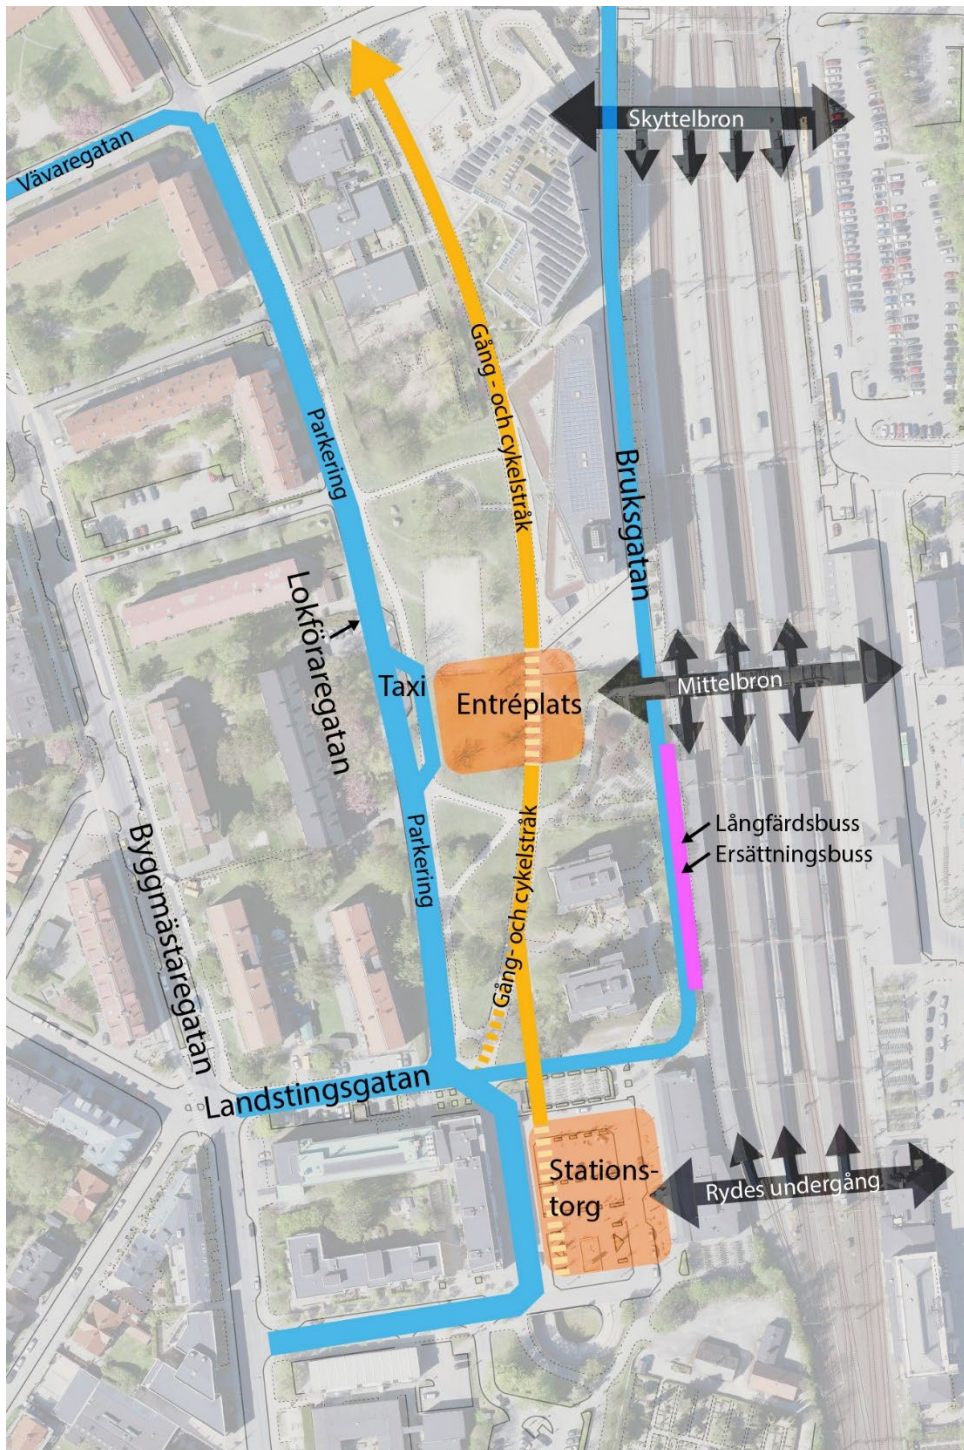 Skyttelbron
Vävaregatan
Gång - och cykelstråk
Parkering
Bruksgatan
Lokföraregatan
Taxi
Entréplats
Mittelbron
Parkering
Gång- och cykelstråk
Långfärdsbuss
Ersättningsbuss
Byggmästaregatan
Landstingsgatan
Stations-
torg
Rydes undergång